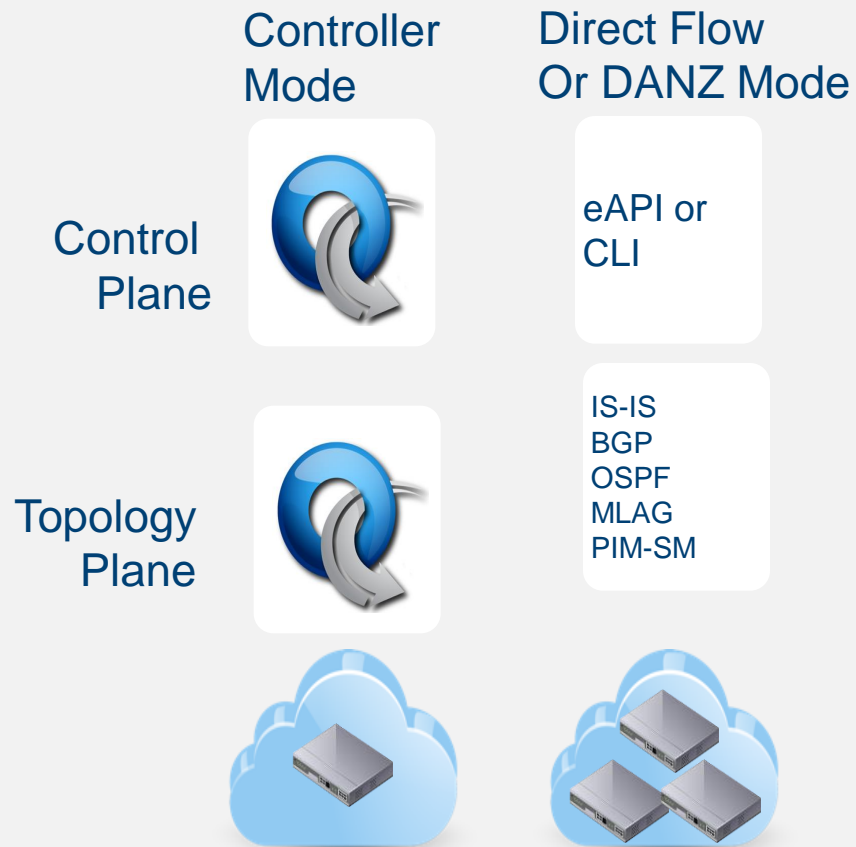 Controller
Mode
Direct Flow
Or DANZ Mode
Control
Plane
eAPI or
CLI
Topology
Plane
IS-IS
BGP
OSPF
MLAG
PIM-SM